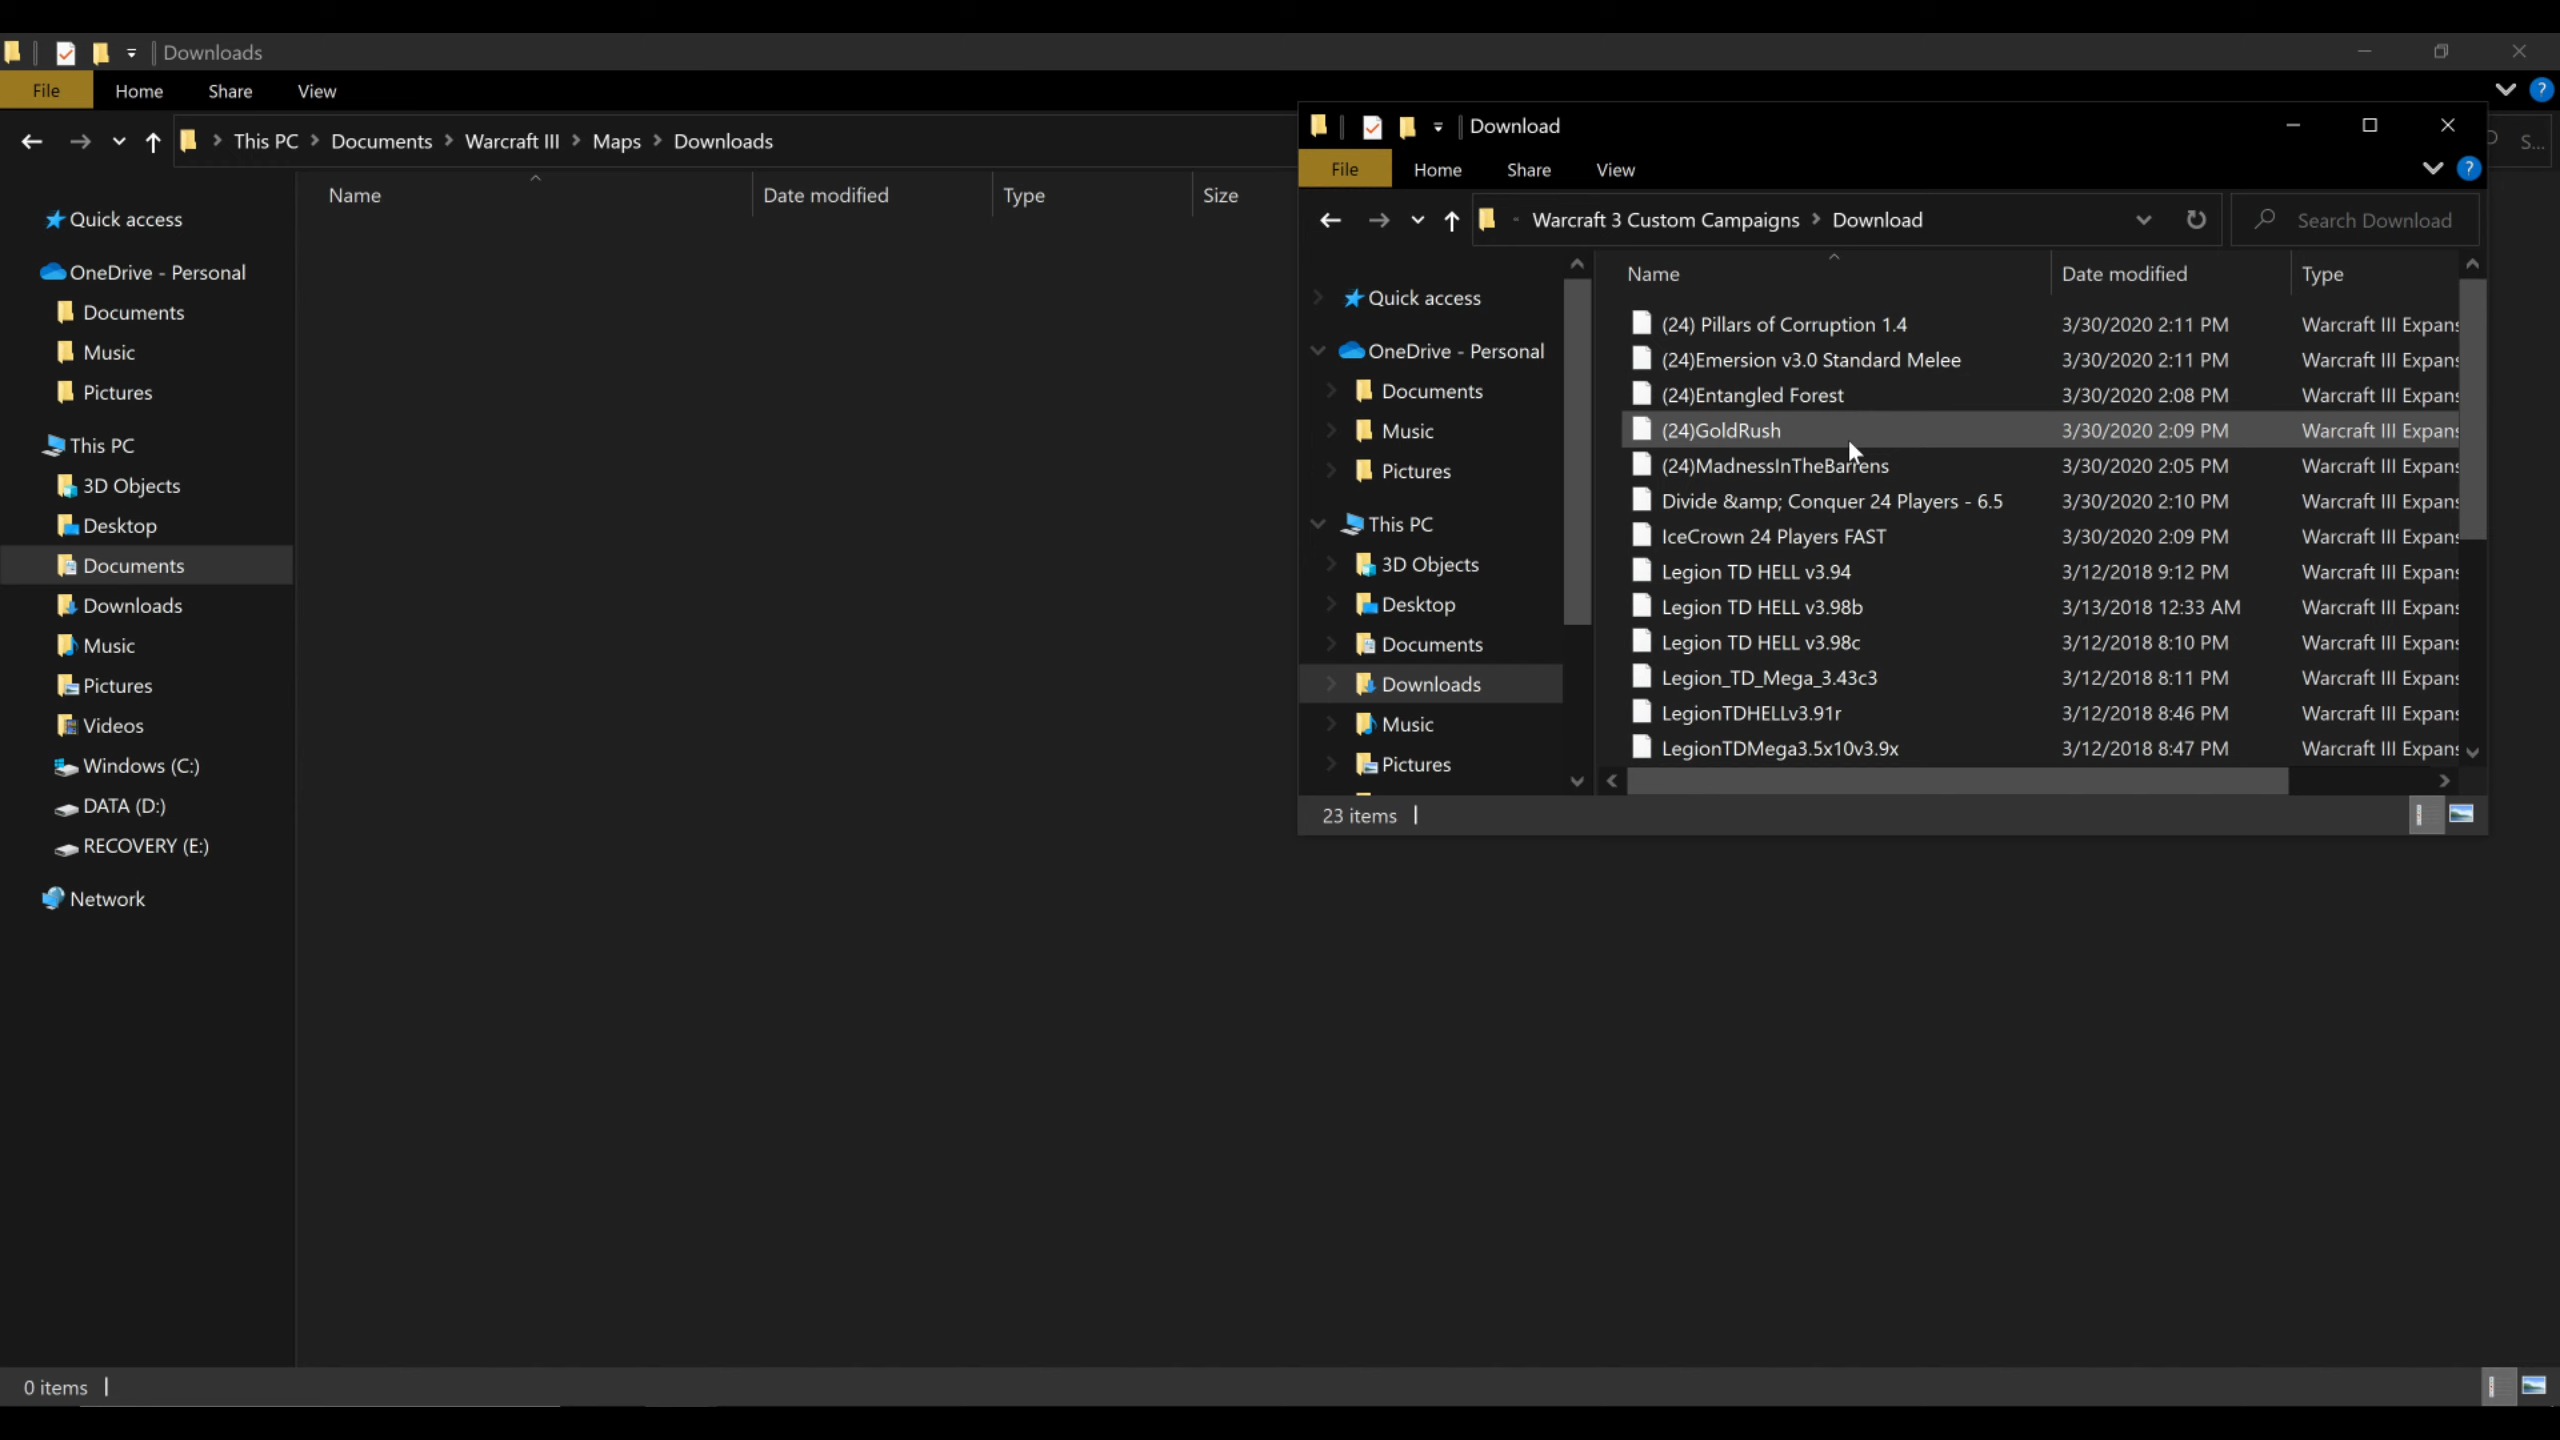 Downloads
File Home Share View
This PC Documents Warcraft III Maps Downloads
S...
Name Date modified Type Size
Quick access
OneDrive - Personal
Documents
Music
Pictures
This PC
3D Objects
Desktop
Documents
Downloads
Music
Pictures
Videos
Windows (C:)
DATA (D:)
RECOVERY (E:)
Network
0 items
Download
File Home Share View
Warcraft 3 Custom Campaigns Download
Search Download
Quick access
OneDrive - Personal
Documents
Music
Pictures
This PC
3D Objects
Desktop
Documents
Downloads
Music
Pictures
Name Date modified Type
(24) Pillars of Corruption 1.4 3/30/2020 2:11 PM Warcraft III Expans
(24)Emersion v3.0 Standard Melee 3/30/2020 2:11 PM Warcraft III Expans
(24)Entangled Forest 3/30/2020 2:08 PM Warcraft III Expans
(24)GoldRush 3/30/2020 2:09 PM Warcraft III Expans
(24)MadnessInTheBarrens 3/30/2020 2:05 PM Warcraft III Expans
Divide &amp; Conquer 24 Players - 6.5 3/30/2020 2:10 PM Warcraft III Expans
IceCrown 24 Players FAST 3/30/2020 2:09 PM Warcraft III Expans
Legion TD HELL v3.94 3/12/2018 9:12 PM Warcraft III Expans
Legion TD HELL v3.98b 3/13/2018 12:33 AM Warcraft III Expans
Legion TD HELL v3.98c 3/12/2018 8:10 PM Warcraft III Expans
Legion_TD_Mega_3.43c3 3/12/2018 8:11 PM Warcraft III Expans
LegionTDHELLv3.91r 3/12/2018 8:46 PM Warcraft III Expans
LegionTDMega3.5x10v3.9x 3/12/2018 8:47 PM Warcraft III Expans
23 items